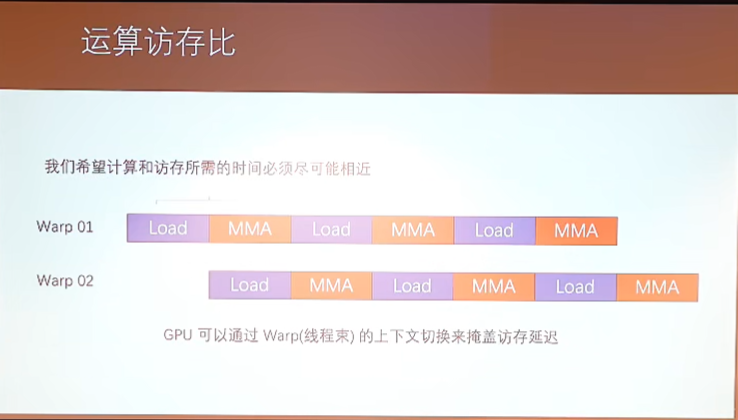 运算访存比
我们希望计算和访存所需的时间必须尽可能相近
Warp 01 Load MMA Load MMA Load MMA
Warp 02 Load MMA Load MMA Load MMA
GPU 可以通过 Warp(线程束) 的上下文切换来掩盖访存延迟